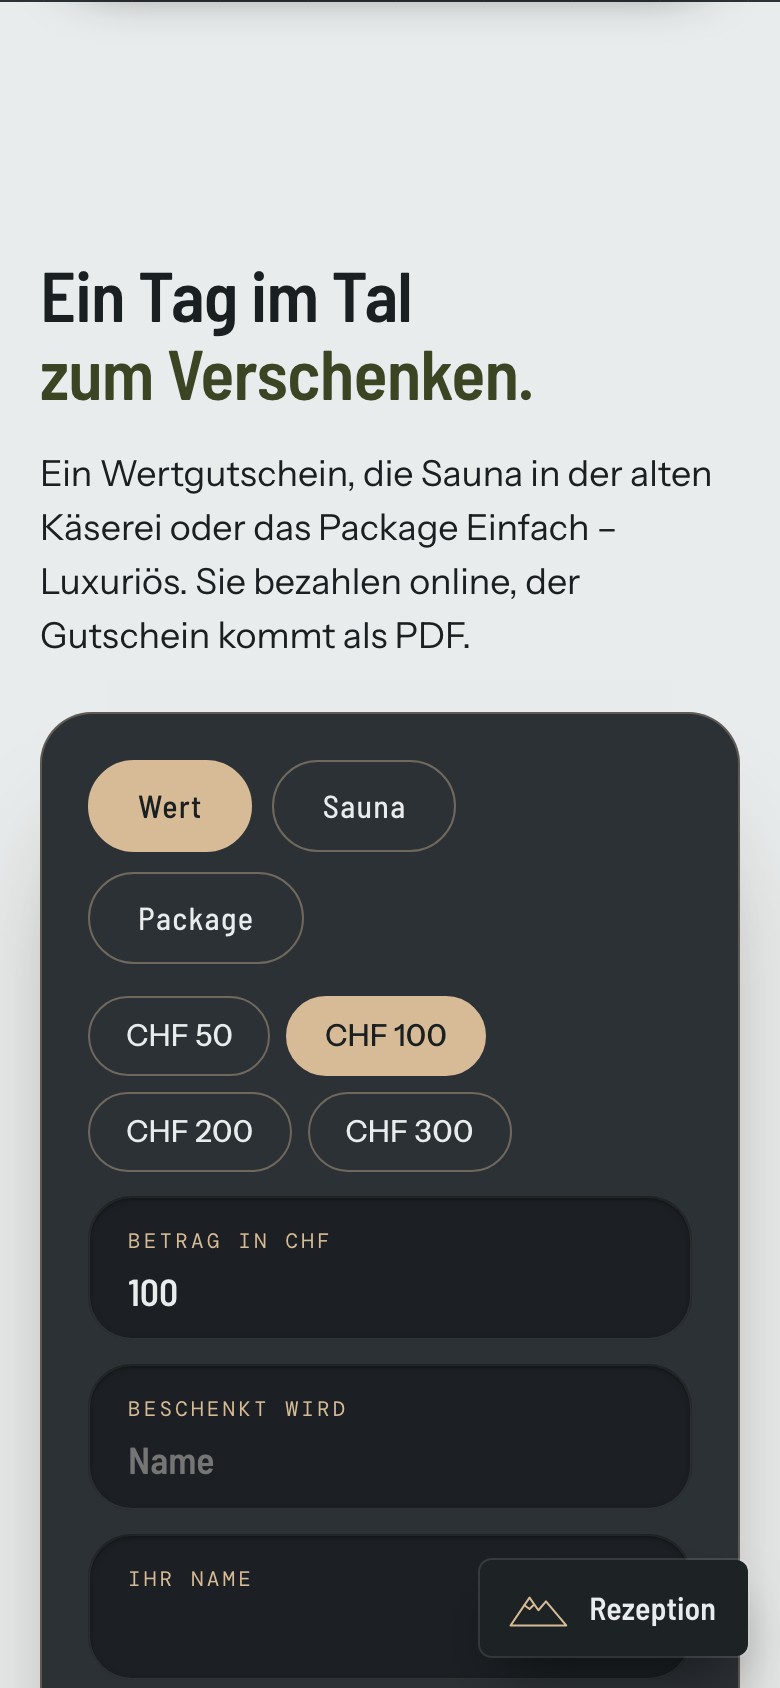 Ein Tag im Tal
zum Verschenken.
Ein Wertgutschein, die Sauna in der alten
Käserei oder das Package Einfach –
Luxuriös. Sie bezahlen online, der
Gutschein kommt als PDF.
Wert
Sauna
Package
CHF 50
CHF 100
CHF 200
CHF 300
BETRAG IN CHF
100
BESCHENKT WIRD
Name
IHR NAME
Rezeption